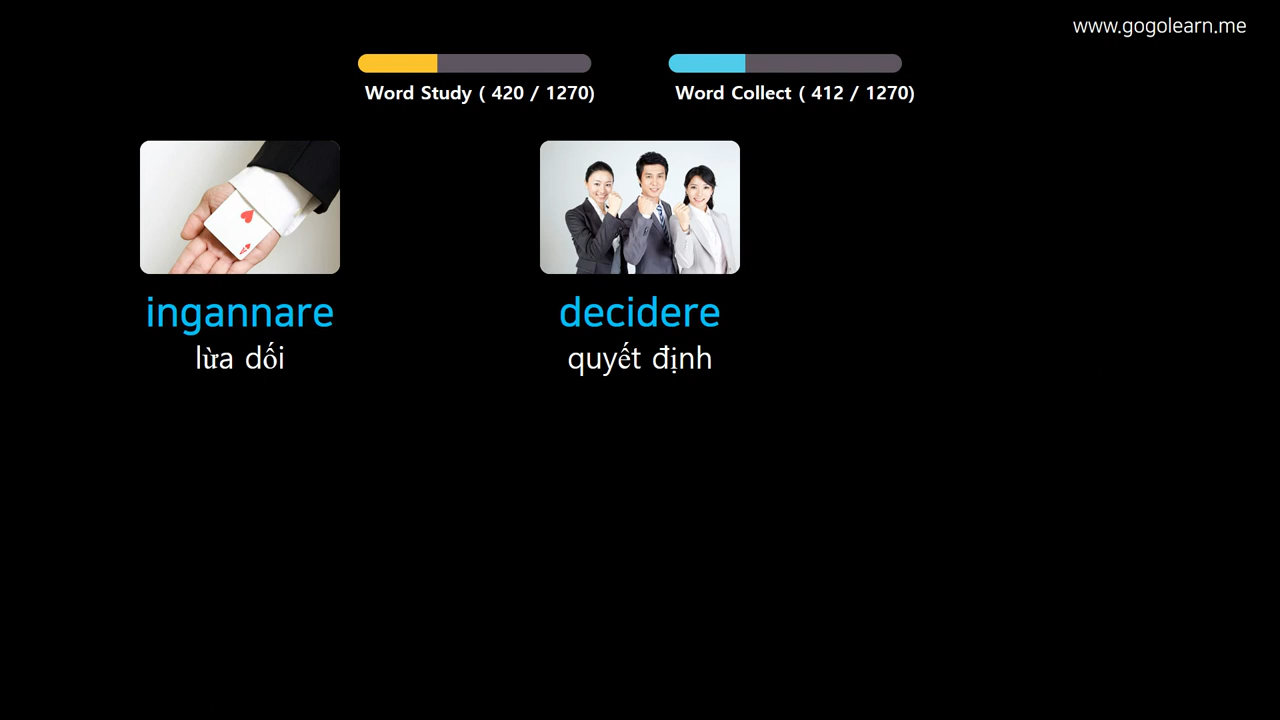 www.gogolearn.me
Word Study ( 420 / 1270)
Word Collect ( 412 / 1270)
ingannare
lừa dối
decidere
quyết định